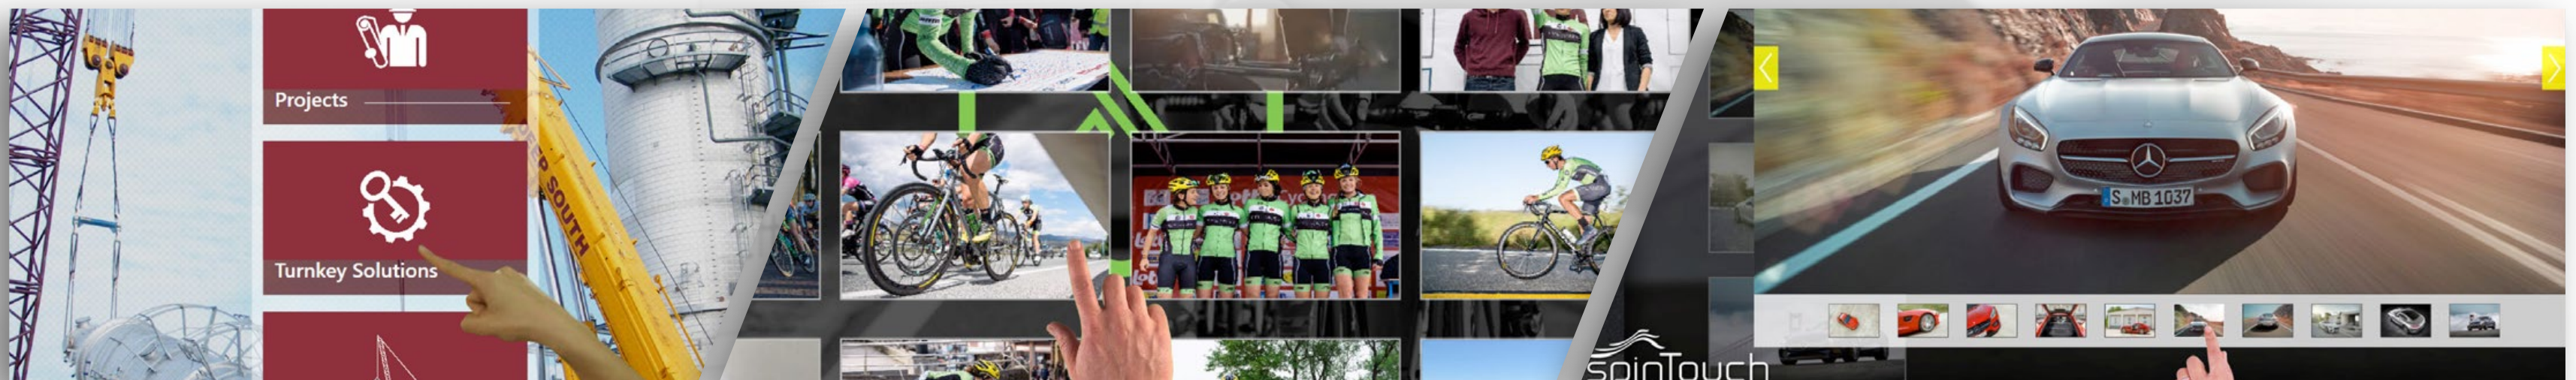 Projects
Turnkey Solutions
P SOUTH
spinTouch
S MB 1037